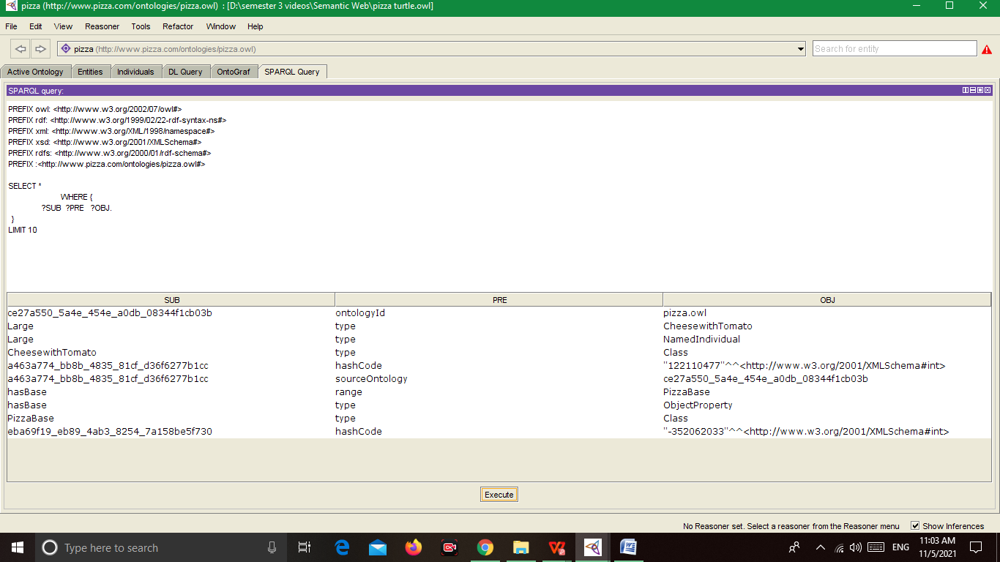 pizza (http://www.pizza.com/ontologies/pizza.owl) : [D:\semester 3 videos\Semantic Web\pizza turtle.owl]
File Edit View Reasoner Tools Refactor Window Help
pizza (http://www.pizza.com/ontologies/pizza.owl) Search for entity
Active Ontology Entities Individuals DL Query OntoGraf SPARQL Query
SPARQL query:
PREFIX owl: <http://www.w3.org/2002/07/owl#>
PREFIX rdf: <http://www.w3.org/1999/02/22-rdf-syntax-ns#>
PREFIX xml: <http://www.w3.org/XML/1998/namespace#>
PREFIX xsd: <http://www.w3.org/2001/XMLSchema#>
PREFIX rdfs: <http://www.w3.org/2000/01/rdf-schema#>
PREFIX :<http://www.pizza.com/ontologies/pizza.owl#>
SELECT *
WHERE {
?SUB ?PRE ?OBJ.
}
LIMIT 10
SUB PRE OBJ
ce27a550_5a4e_454e_a0db_08344f1cb03b ontologyId pizza.owl
Large type CheesewithTomato
Large type NamedIndividual
CheesewithTomato type Class
a463a774_bb8b_4835_81cf_d36f6277b1cc hashCode "122110477"^^<http://www.w3.org/2001/XMLSchema#int>
a463a774_bb8b_4835_81cf_d36f6277b1cc sourceOntology ce27a550_5a4e_454e_a0db_08344f1cb03b
hasBase range PizzaBase
hasBase type ObjectProperty
PizzaBase type Class
eba69f19_eb89_4ab3_8254_7a158be5f730 hashCode "-352062033"^^<http://www.w3.org/2001/XMLSchema#int>
Execute
No Reasoner set. Select a reasoner from the Reasoner menu Show Inferences
Type here to search ENG 11:03 AM
11/5/2021